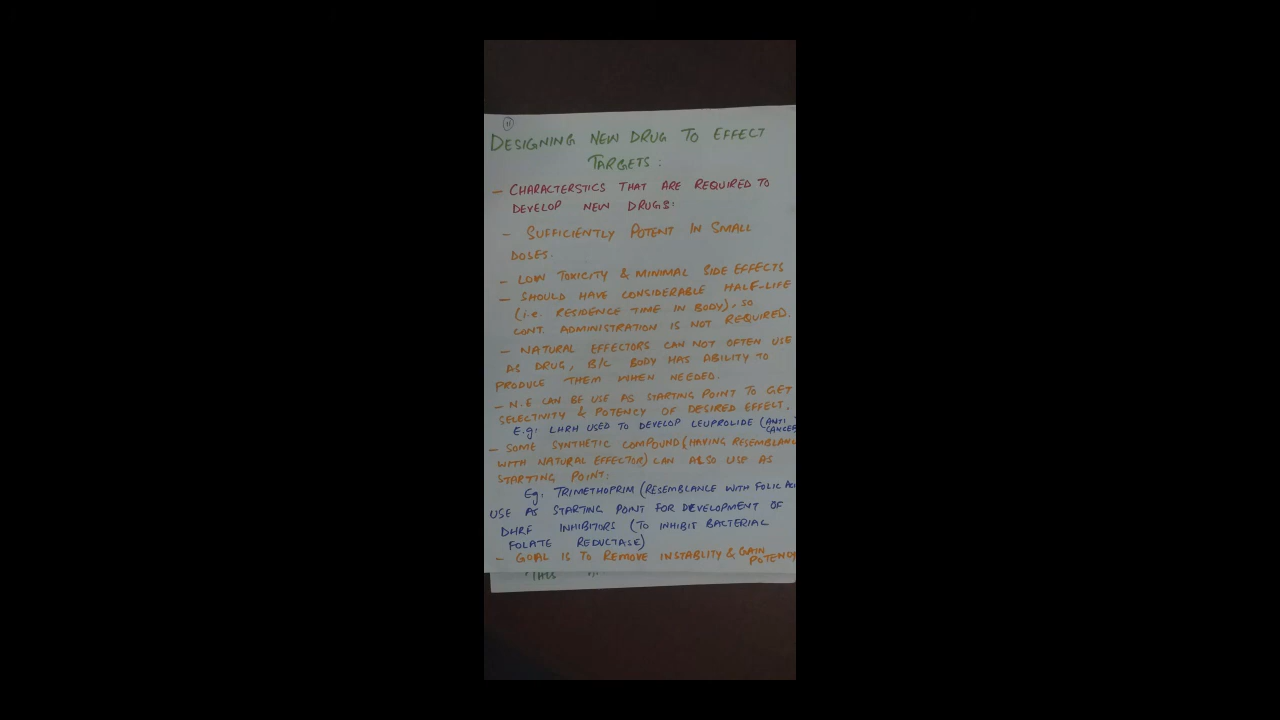 11
DESIGNING NEW DRUG TO EFFECT
TARGETS:
- CHARACTERSTICS THAT ARE REQUIRED TO
DEVELOP NEW DRUGS:
- SUFFICIENTLY POTENT IN SMALL
DOSES.
- LOW TOXICITY & MINIMAL SIDE EFFECTS
- SHOULD HAVE CONSIDERABLE HALF-LIFE
(i.e. RESIDENCE TIME IN BODY), SO
CONT. ADMINISTRATION IS NOT REQUIRED.
- NATURAL EFFECTORS CAN NOT OFTEN USE
AS DRUG, B/C BODY HAS ABILITY TO
PRODUCE THEM WHEN NEEDED.
- N.E CAN BE USE AS STARTING POINT TO GET
SELECTIVITY & POTENCY OF DESIRED EFFECT.
E.g: LHRH USED TO DEVELOP LEUPROLIDE (ANTI
CANCER
- SOME SYNTHETIC COMPOUND (HAVING RESEMBLANC
WITH NATURAL EFFECTOR) CAN ALSO USE AS
STARTING POINT:
Eg: TRIMETHOPRIM (RESEMBLANCE WITH FOLIC ACI
USE AS STARTING POINT FOR DEVELOPMENT OF
DHRF INHIBITORS (TO INHIBIT BACTERIAL
FOLATE REDUCTASE)
- GOAL IS TO REMOVE INSTABLITY & GAIN
POTENCY